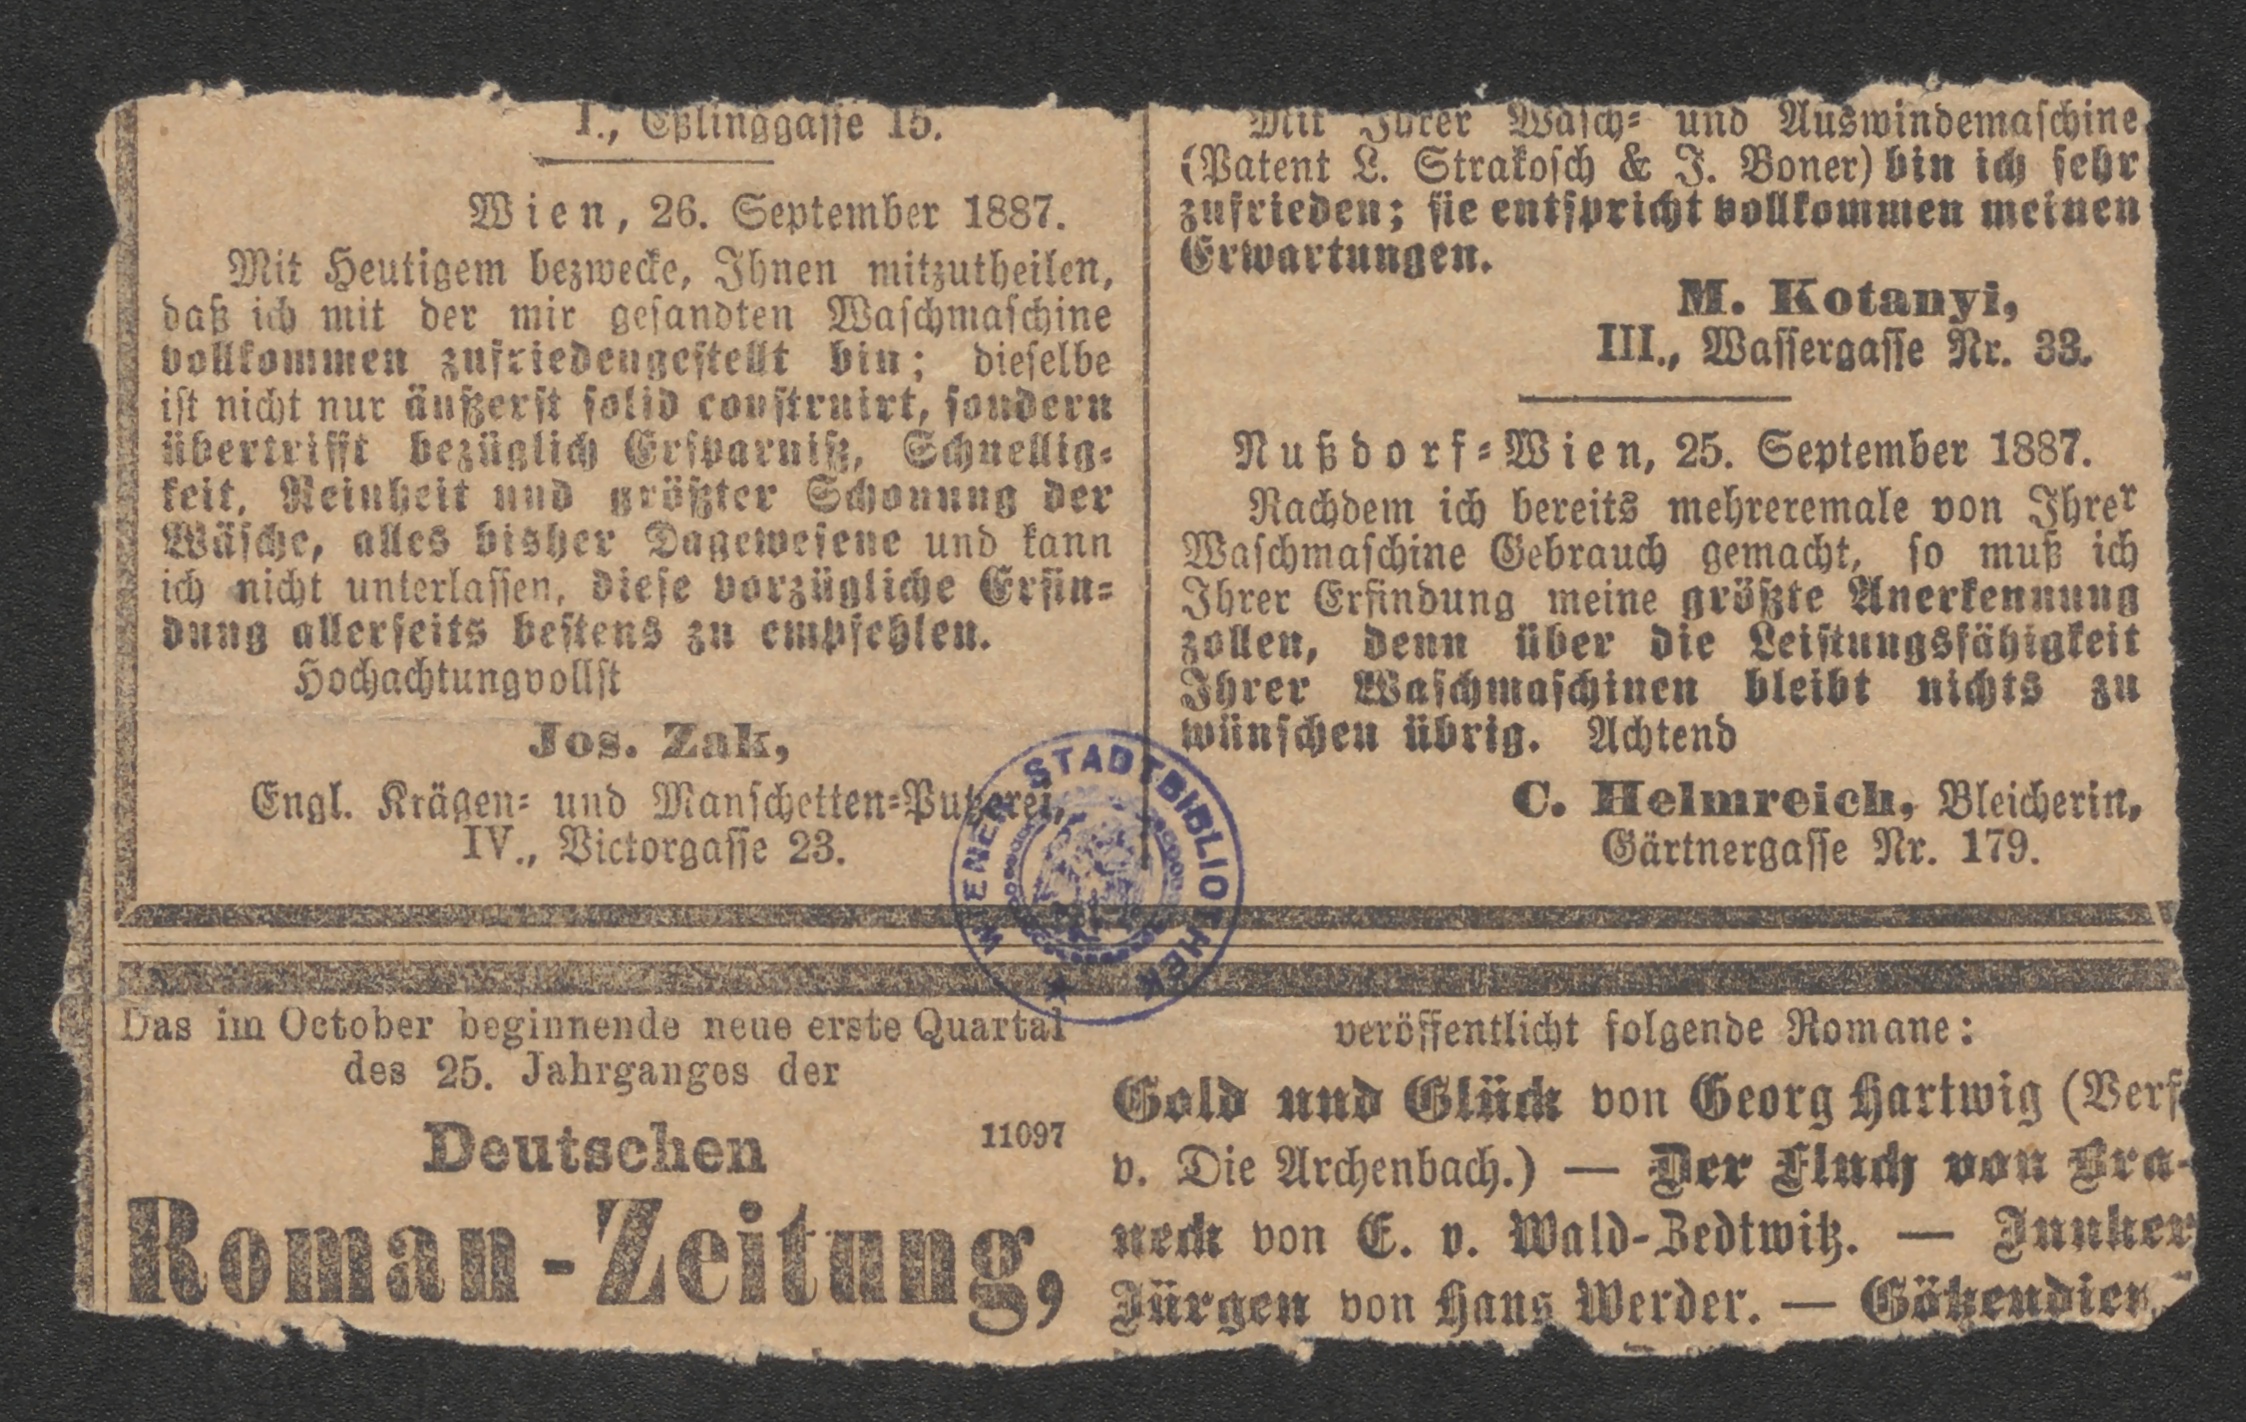 I., Eßlinggasse 15.
Wien, 26. September 1887.
Mit Heutigem bezwecke, Ihnen mitzutheilen,
daß ich mit der mir gesandten Waschmaschine
vollkommen zufriedengestellt bin; dieselbe
ist nicht nur äußerst solid construirt, sondern
übertrifft bezüglich Ersparniß, Schnellig-
keit, Reinheit und größter Schonung der
Wäsche, alles bisher Dagewesene und kann
ich nicht unterlassen, diese vorzügliche Erfin-
dung allerseits bestens zu empfehlen.
Hochachtungvollst
Jos. Zak,
Engl. Krägen- und Manschetten-Putzerei,
IV., Victorgasse 23.
Mit Ihrer Wasch- und Auswindemaschine
(Patent L. Strakosch & J. Boner) bin ich sehr
zufrieden; sie entspricht vollkommen meinen
Erwartungen.
M. Kotanyi,
III., Wassergasse Nr. 33.
Nußdorf-Wien, 25. September 1887.
Nachdem ich bereits mehreremale von Ihrer
Waschmaschine Gebrauch gemacht, so muß ich
Ihrer Erfindung meine größte Anerkennung
zollen, denn über die Leistungsfähigkeit
Ihrer Waschmaschinen bleibt nichts zu
wünschen übrig. Achtend
C. Helmreich, Bleicherin,
Gärtnergasse Nr. 179.
WIENER STADTBIBLIOTHEK
Das im October beginnende neue erste Quartal
des 25. Jahrganges der
Deutschen
11097
Roman-Zeitung,
veröffentlicht folgende Romane:
Gold und Glück von Georg Hartwig (Verf
v. Die Archenbach.) — Der Fluch von Bra-
neck von E. v. Wald-Zedtwitz. — Junker
Jürgen von Hans Werder. — Götzendien